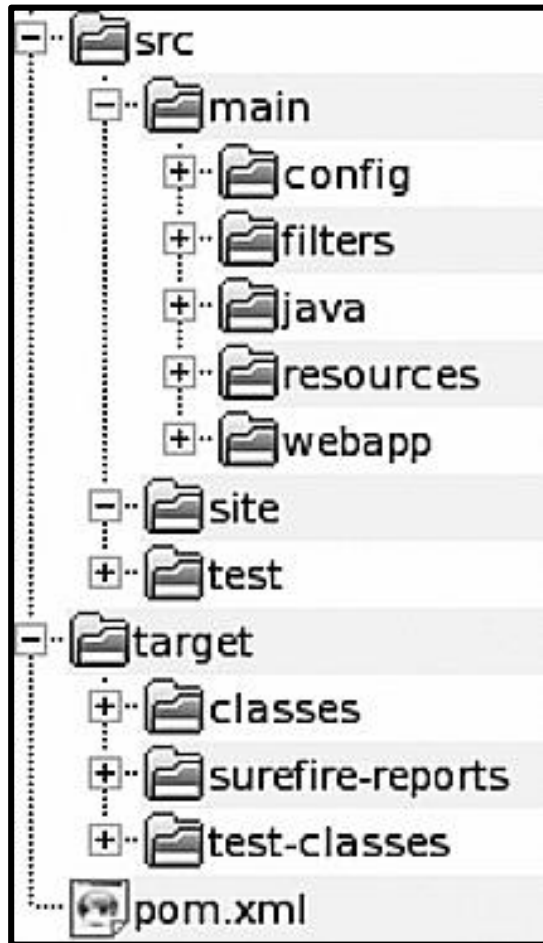 src
main
config
filters
java
resources
webapp
site
test
target
classes
surefire-reports
test-classes
pom.xml